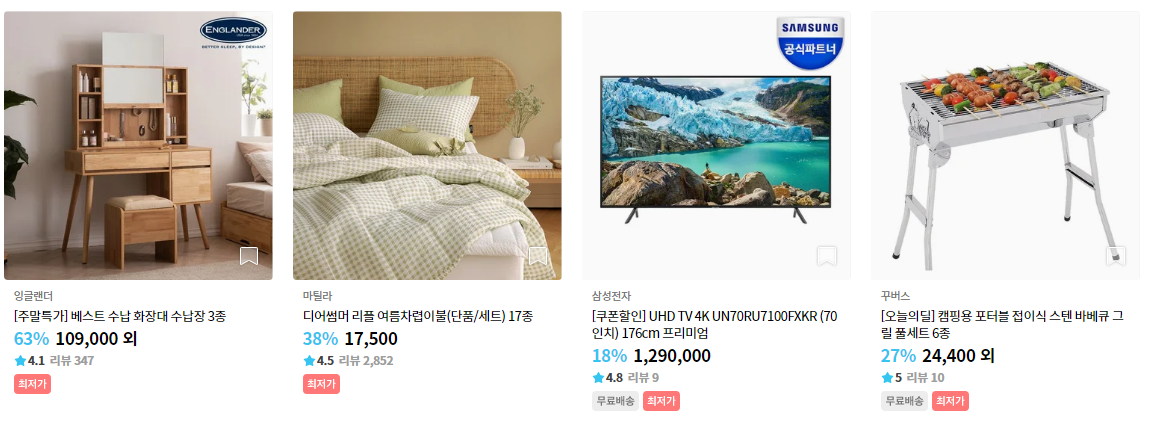 ENGLANDER
BETTER SLEEP, BY DESIGN
SAMSUNG
공식파트너
잉글랜더
[주말특가] 베스트 수납 화장대 수납장 3종
63% 109,000 외
4.1 리뷰 347
최저가
마틸라
디어썸머 리플 여름차렵이불(단품/세트) 17종
38% 17,500
4.5 리뷰 2,852
최저가
삼성전자
[쿠폰할인] UHD TV 4K UN70RU7100FXKR (70
인치) 176cm 프리미엄
18% 1,290,000
4.8 리뷰 9
무료배송 최저가
꾸버스
[오늘의딜] 캠핑용 포터블 접이식 스텐 바베큐 그
릴 풀세트 6종
27% 24,400 외
5 리뷰 10
무료배송 최저가